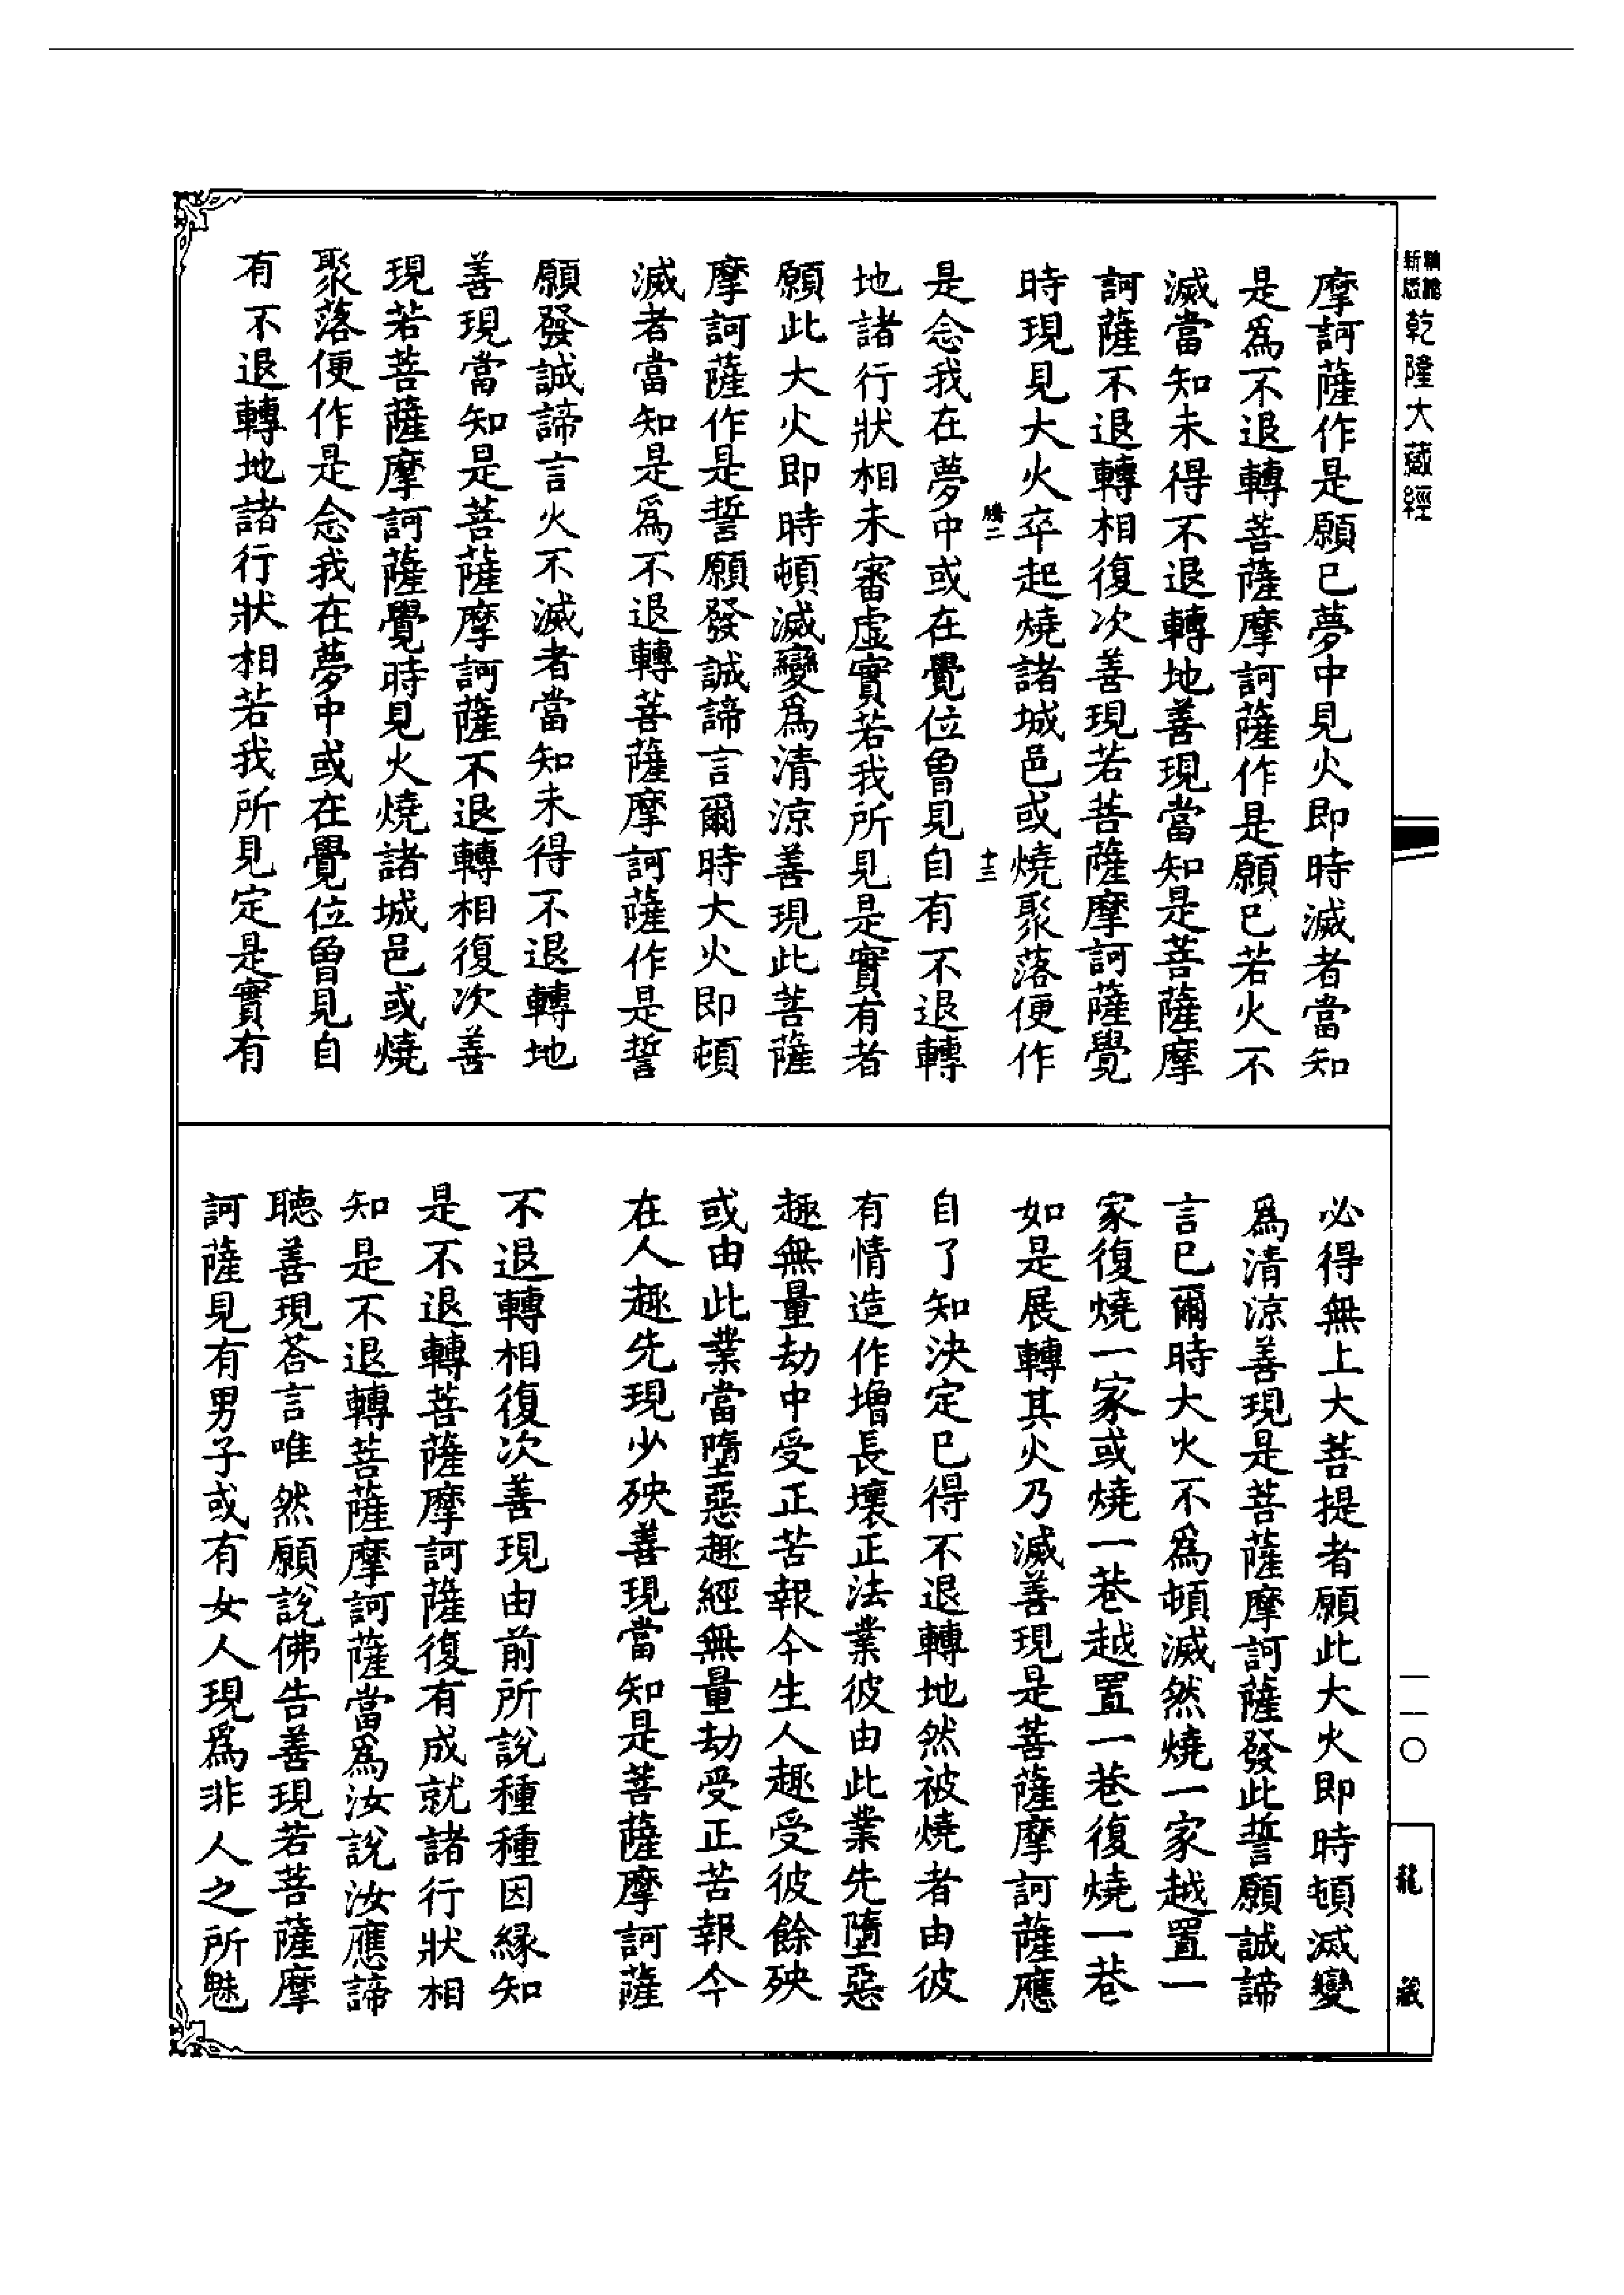 乾隆大藏經
摩訶薩作是願已夢中見火即時滅者當知
是爲不退轉菩薩摩訶薩作是願已若火不
滅當知未得不退轉地善現當知是菩薩摩
訶薩不退轉相復次善現若菩薩摩訶薩覺
時現見大火卒起燒諸城邑或燒聚落便作
十三
是念我在夢中或在覺位曾見自有不退轉
地諸行狀相未審虛實若我所見是實有者
願此大火即時頓滅變爲清涼善現此菩薩
摩訶薩作是誓願發誠諦言爾時大火即頓
滅者當知是爲不退轉菩薩摩訶薩作是誓
願發誠諦言火不滅者當知未得不退轉地
善現當知是菩薩摩訶薩不退轉相復次善
現若菩薩摩訶薩覺時見火燒諸城邑或燒
聚落便作是念我在夢中或在覺位曾見自
有不退轉地諸行狀相若我所見定是實有
一一〇
龍藏
必得無上大菩提者願此大火即時頓滅變
爲清涼善現是菩薩摩訶薩發此誓願誠諦
言已爾時大火不爲頓滅然燒一家越置一
家復燒一家或燒一巷越置一巷復燒一巷
如是展轉其火乃滅善現是菩薩摩訶薩應
自了知決定已得不退轉地然被燒者由彼
有情造作增長壞正法業彼由此業先墮惡
趣無量劫中受正苦報今生人趣受彼餘殃
或由此業當墮惡趣經無量劫受正苦報今
在人趣先現少殃善現當知是菩薩摩訶薩
不退轉相復次善現由前所說種種因緣知
是不退轉菩薩摩訶薩復有成就諸行狀相
知是不退轉菩薩摩訶薩當爲汝說汝應諦
聽善現荅言唯然願說佛告善現若菩薩摩
訶薩見有男子或有女人現爲非人之所魅